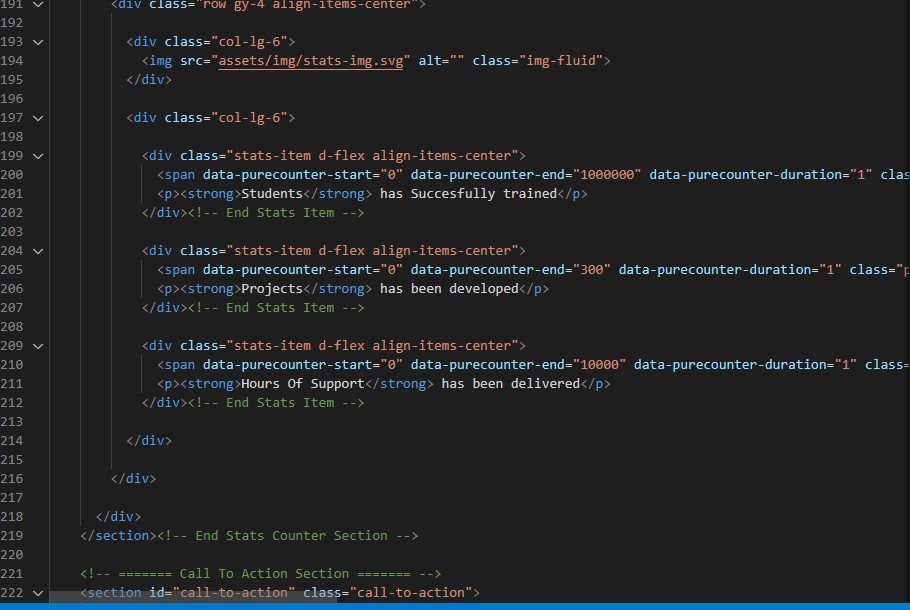 191 <div class="row gy-4 align-items-center">
192
193 <div class="col-lg-6">
194 <img src="assets/img/stats-img.svg" alt="" class="img-fluid">
195 </div>
196
197 <div class="col-lg-6">
198
199 <div class="stats-item d-flex align-items-center">
200 <span data-purecounter-start="0" data-purecounter-end="1000000" data-purecounter-duration="1" clas
201 <p><strong>Students</strong> has Succesfully trained</p>
202 </div><!-- End Stats Item -->
203
204 <div class="stats-item d-flex align-items-center">
205 <span data-purecounter-start="0" data-purecounter-end="300" data-purecounter-duration="1" class="p
206 <p><strong>Projects</strong> has been developed</p>
207 </div><!-- End Stats Item -->
208
209 <div class="stats-item d-flex align-items-center">
210 <span data-purecounter-start="0" data-purecounter-end="10000" data-purecounter-duration="1" class=
211 <p><strong>Hours Of Support</strong> has been delivered</p>
212 </div><!-- End Stats Item -->
213
214 </div>
215
216 </div>
217
218 </div>
219 </section><!-- End Stats Counter Section -->
220
221 <!-- ======= Call To Action Section ======= -->
222 <section id="call-to-action" class="call-to-action">